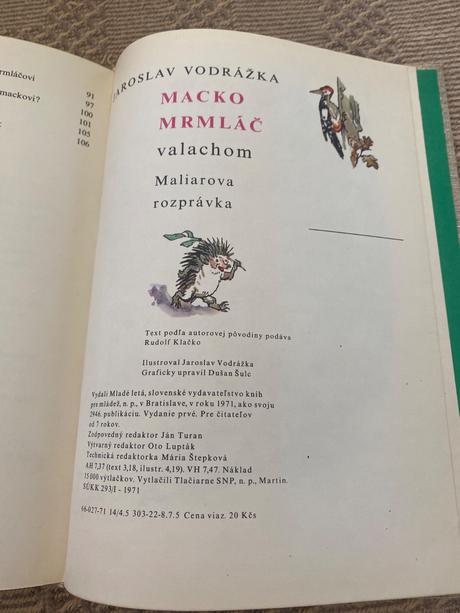 rmláčovi
91
mackovi?
97
100
101
105
106
JAROSLAV VODRÁŽKA
MACKO
MRMLÁČ
valachom
Maliarova
rozprávka
Text podľa autorovej pôvodiny podáva
Rudolf Klačko
Ilustroval Jaroslav Vodrážka
Graficky upravil Dušan Šulc
Vydali Mladé letá, slovenské vydavateľstvo kníh
pre mládež, n. p., v Bratislave, v roku 1971, ako svoju
2946. publikáciu. Vydanie prvé. Pre čitateľov
od 7 rokov.
Zodpovedný redaktor Ján Turan
Výtvarný redaktor Oto Lupták
Technická redaktorka Mária Štepková
AH 7,37 (text 3,18, ilustr. 4,19). VH 7,47. Náklad
15 000 výtlačkov. Vytlačili Tlačiarne SNP, n. p., Martin.
SÚKK 293/I - 1971
66-027-71 14/4.5 303-22-8.7.5 Cena viaz. 20 Kčs